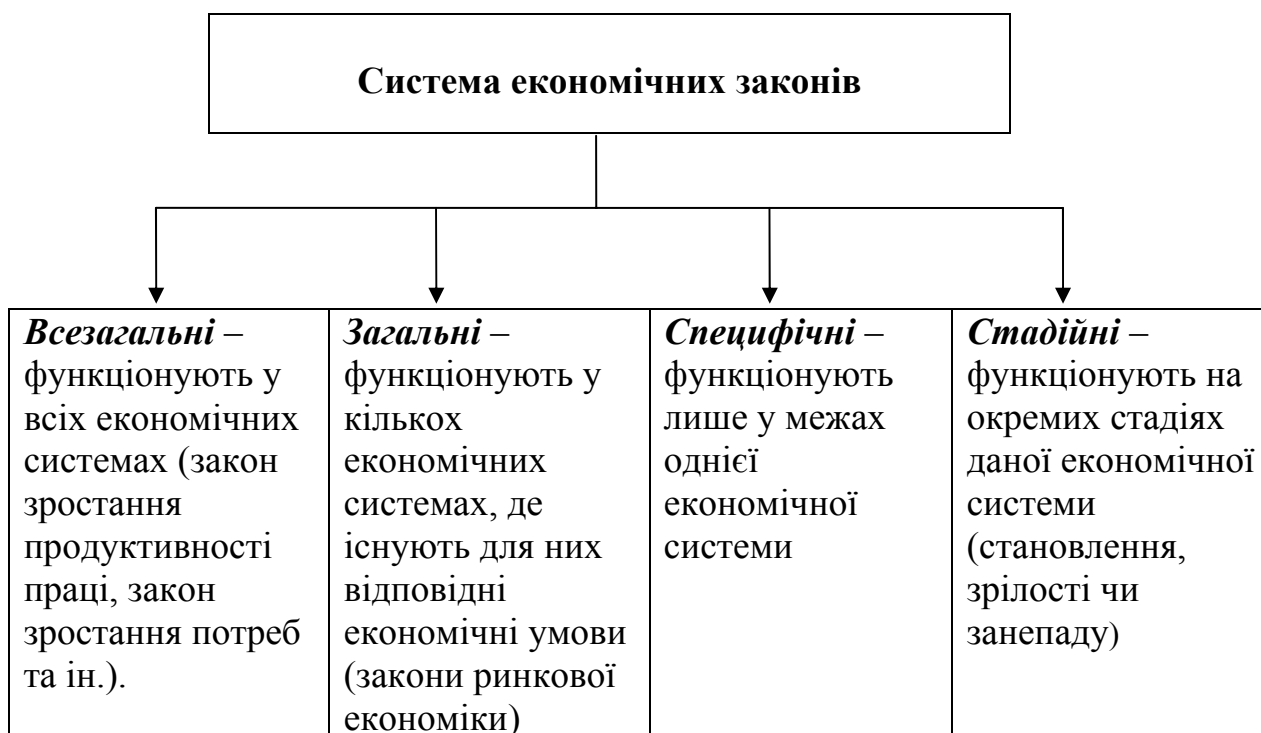 Система економічних законів
Всезагальні –
функціонують у
всіх економічних
системах (закон
зростання
продуктивності
праці, закон
зростання потреб
та ін.).
Загальні –
функціонують у
кількох
економічних
системах, де
існують для них
відповідні
економічні умови
(закони ринкової
економіки)
Специфічні –
функціонують
лише у межах
однієї
економічної
системи
Стадійні –
функціонують на
окремих стадіях
даної економічної
системи
(становлення,
зрілості чи
занепаду)